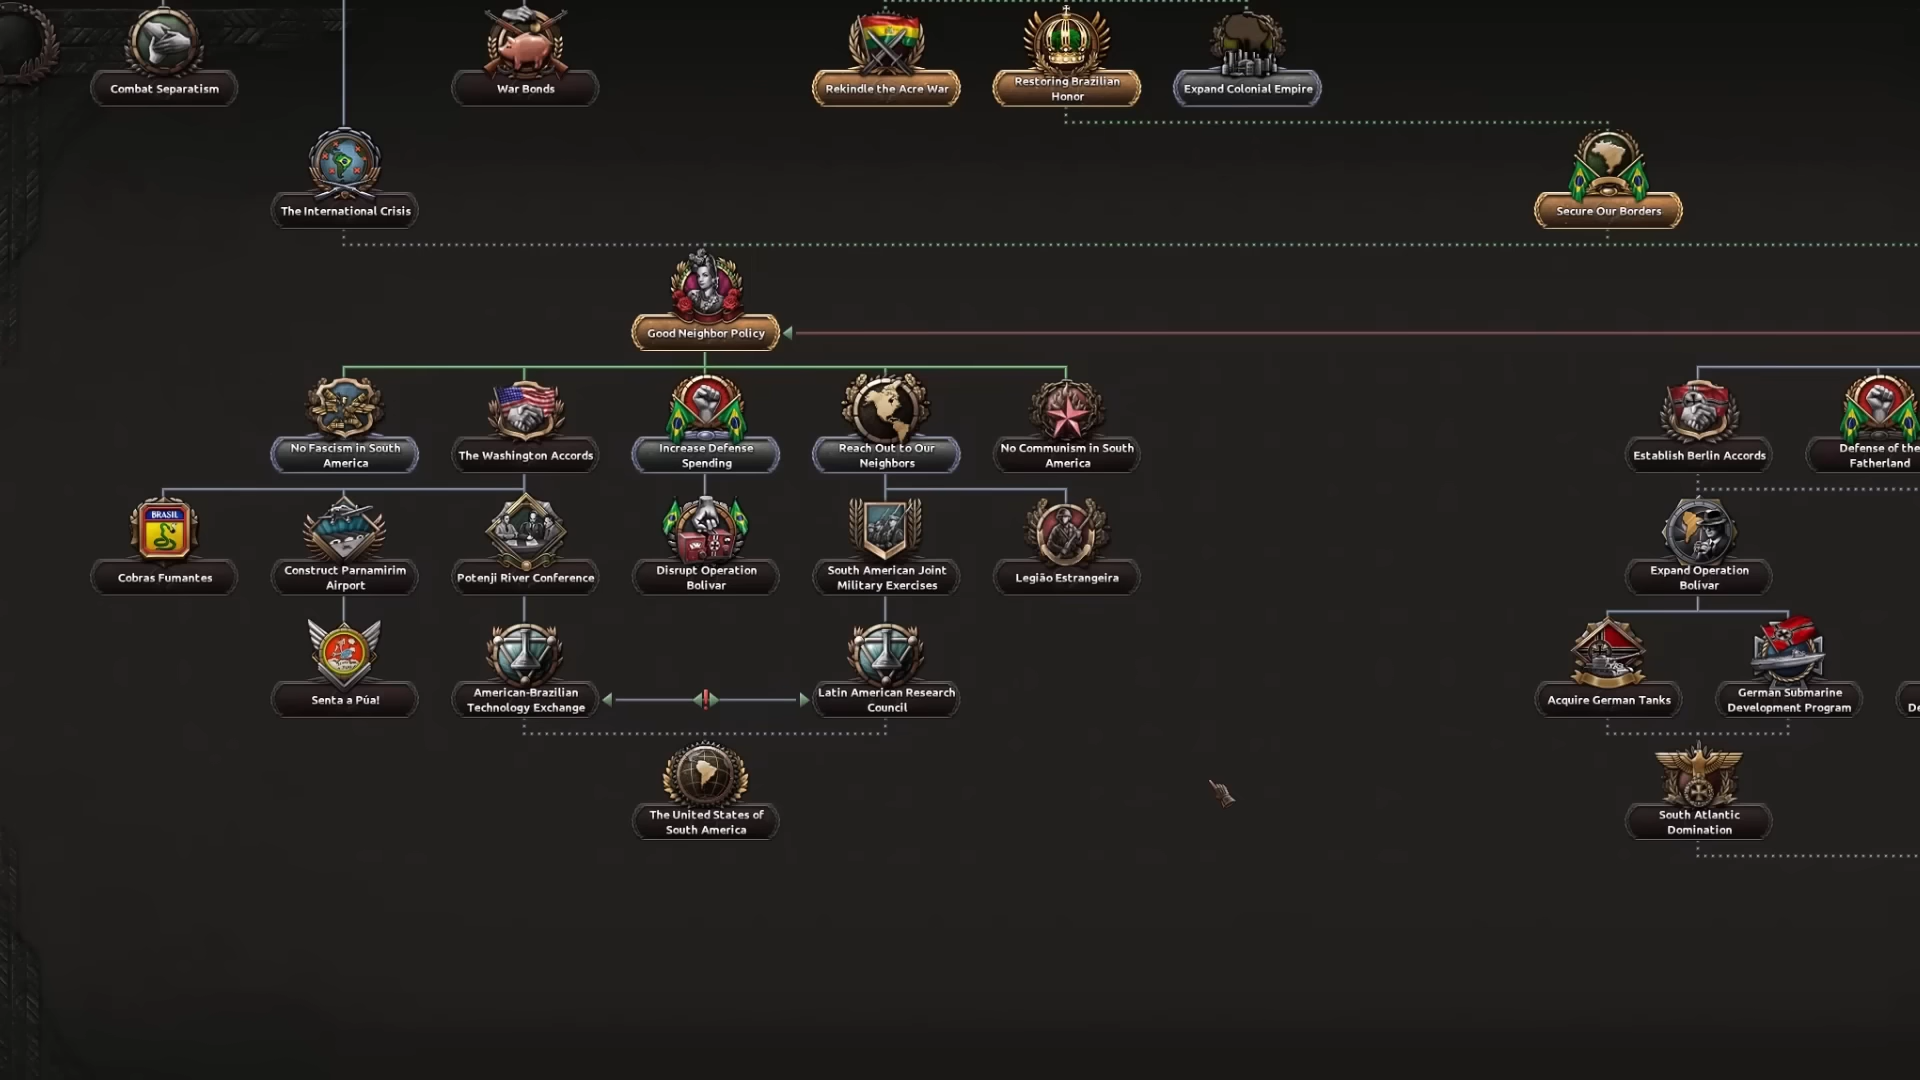 Combat Separatism
War Bonds
Rekindle the Acre War
Restoring Brazilian
Honor
Expand Colonial Empire
The International Crisis
Secure Our Borders
Good Neighbor Policy
No Fascism in South
America
The Washington Accords
Increase Defense
Spending
Reach Out to Our
Neighbors
No Communism in South
America
Establish Berlin Accords
Defense of the
Fatherland
BRASIL
Cobras Fumantes
Construct Parnamirim
Airport
Potenji River Conference
Disrupt Operation
Bolivar
South American Joint
Military Exercises
Legião Estrangeira
Expand Operation
Bolívar
Senta a Púa!
American-Brazilian
Technology Exchange
Latin American Research
Council
Acquire German Tanks
German Submarine
Development Program
De
The United States of
South America
South Atlantic
Domination